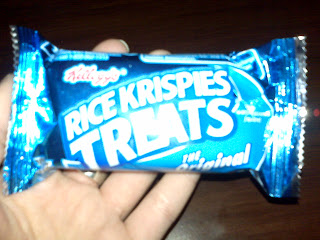 Kellogg's
RICE KRISPIES
TREATS
THE
Original